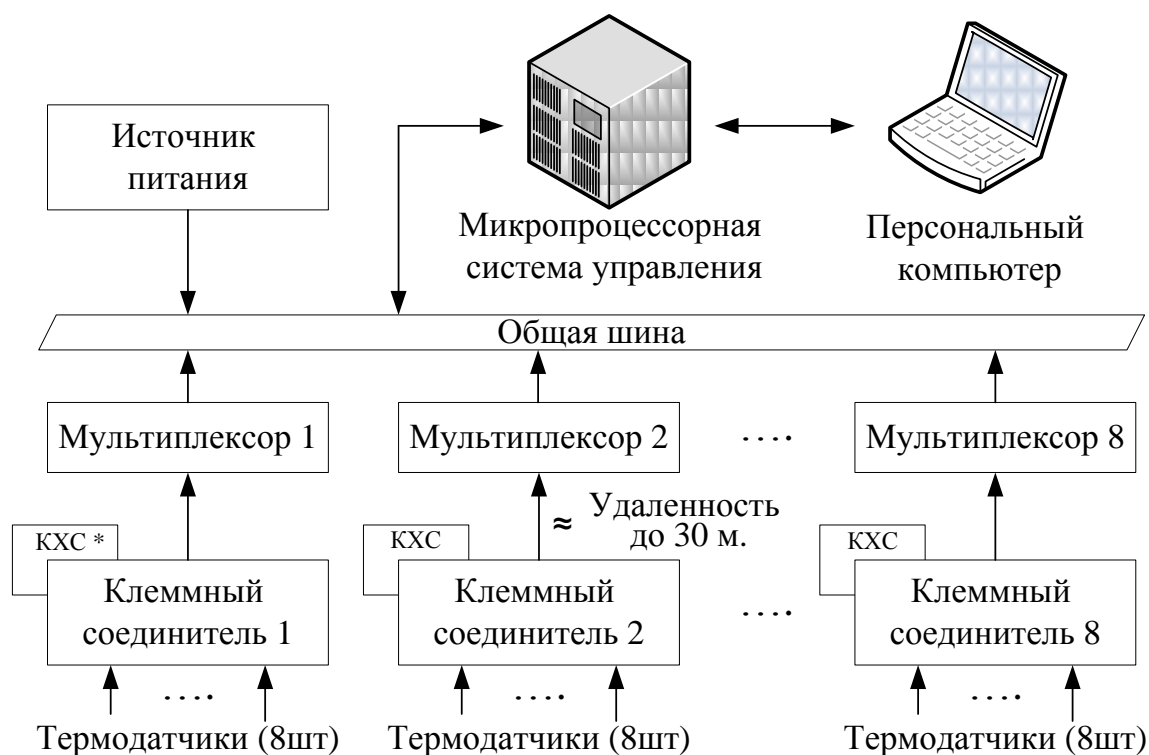 Источник
питания
Микропроцессорная
система управления
Персональный
компьютер
Общая шина
Мультиплексор 1
Мультиплексор 2
....
Мультиплексор 8
≈ Удаленность
до 30 м.
КХС *
КХС
КХС
Клеммный
соединитель 1
Клеммный
соединитель 2
....
Клеммный
соединитель 8
....
....
....
Термодатчики (8шт)
Термодатчики (8шт)
Термодатчики (8шт)